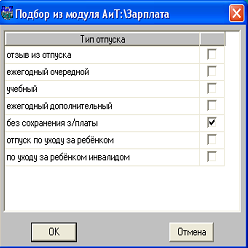 Подбор из модуля АиТ:\Зарплата
Тип отпуска
отзыв из отпуска
ежегодный очередной
учебный
ежегодный дополнительный
без сохранения з/платы
отпуск по уходу за ребёнком
по уходу за ребёнком инвалидом
OK
Отмена